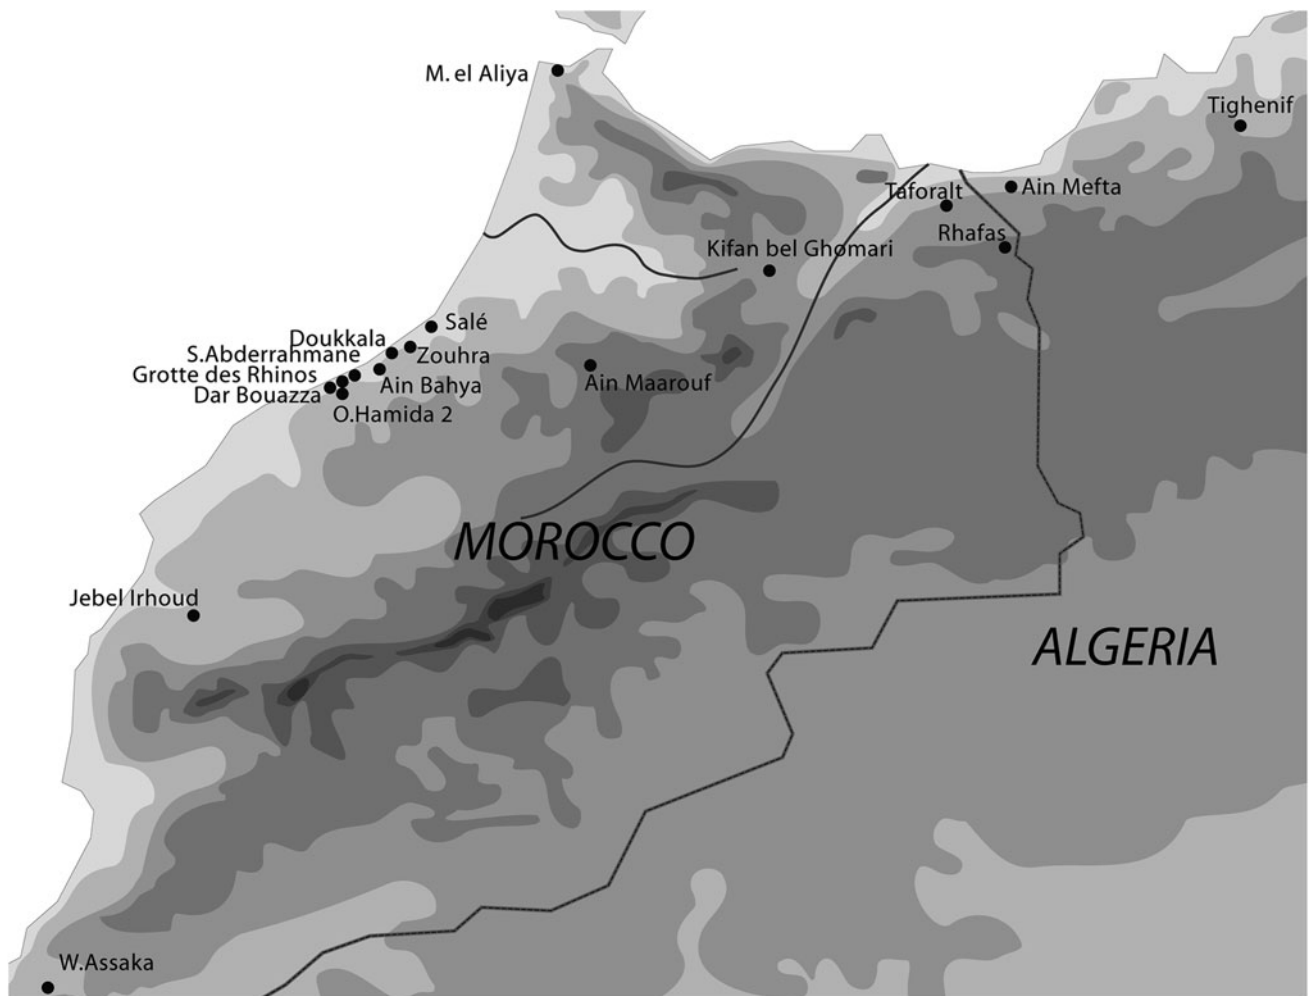 M. el Aliya
Tighenif
Taforalt
Ain Mefta
Rhafas
Kifan bel Ghomari
Salé
Doukkala
Zouhra
S.Abderrahmane
Grotte des Rhinos
Ain Bahya
Dar Bouazza
O.Hamida 2
Ain Maarouf
MOROCCO
Jebel Irhoud
ALGERIA
W.Assaka